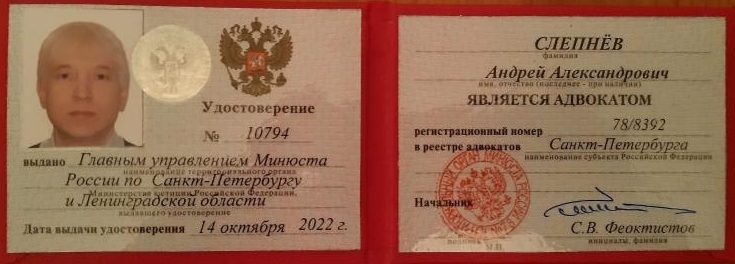 Удостоверение
№ 10794
выдано Главным управлением Минюста
наименование территориального органа
России по Санкт-Петербургу
Министерства юстиции Российской Федерации,
и Ленинградской области
выдавшего удостоверение
Дата выдачи удостоверения 14 октября 2022 г.
СЛЕПНЁВ
фамилия
Андрей Александрович
имя, отчество (последнее - при наличии)
ЯВЛЯЕТСЯ АДВОКАТОМ
регистрационный номер 78/8392
в реестре адвокатов Санкт-Петербурга
наименование субъекта Российской Федерации
Начальник
С.В. Феоктистов
подпись М.П. инициалы, фамилия